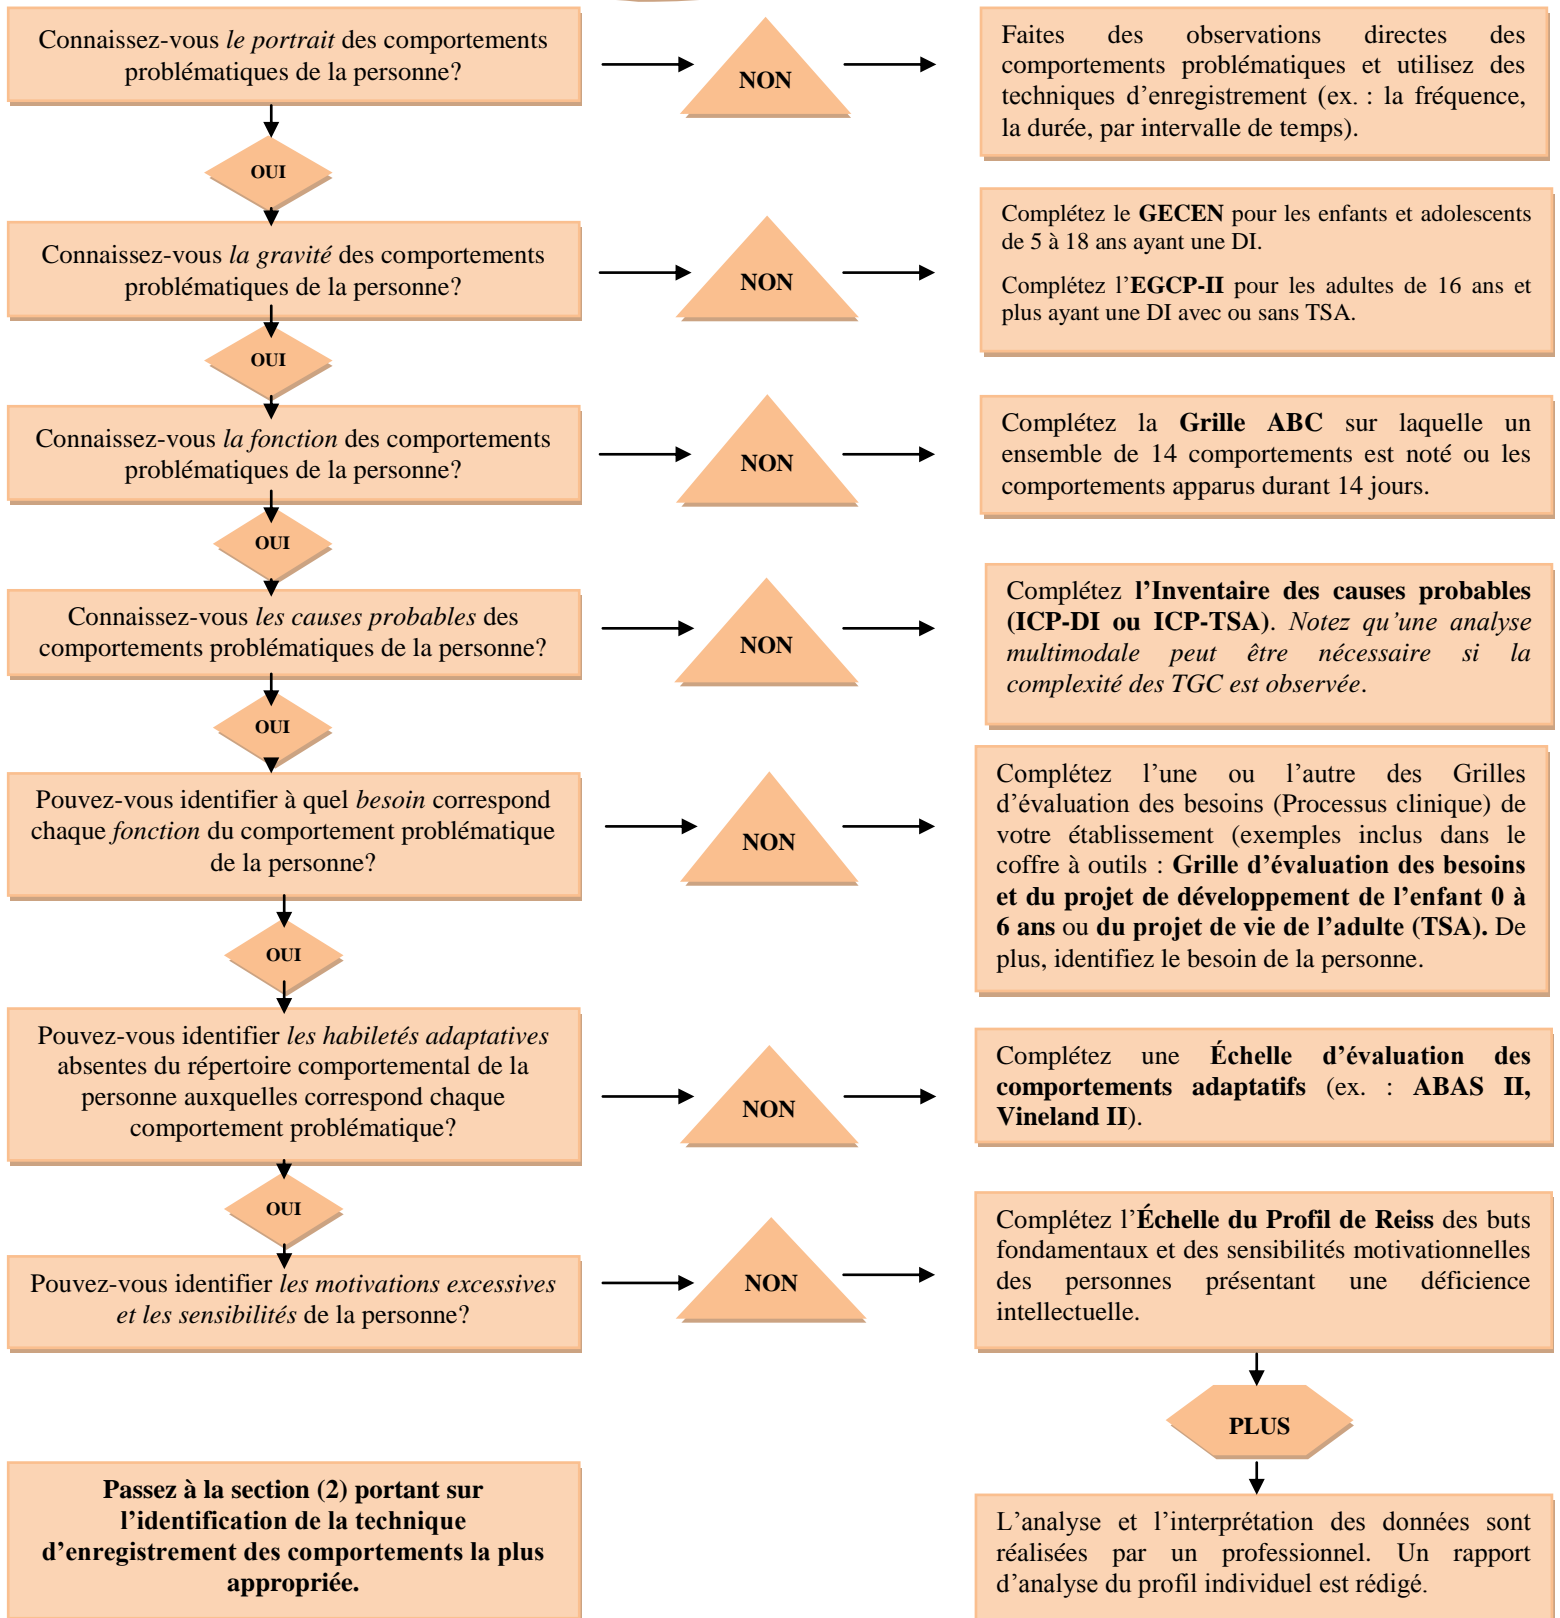 Connaissez-vous le portrait des comportements
problématiques de la personne?
NON
Faites des observations directes des
comportements problématiques et utilisez des
techniques d'enregistrement (ex. : la fréquence,
la durée, par intervalle de temps).
OUI
Connaissez-vous la gravité des comportements
problématiques de la personne?
NON
Complétez le GECEN pour les enfants et adolescents
de 5 à 18 ans ayant une DI.
Complétez l'EGCP-II pour les adultes de 16 ans et
plus ayant une DI avec ou sans TSA.
OUI
Connaissez-vous la fonction des comportements
problématiques de la personne?
NON
Complétez la Grille ABC sur laquelle un
ensemble de 14 comportements est noté ou les
comportements apparus durant 14 jours.
OUI
Connaissez-vous les causes probables des
comportements problématiques de la personne?
NON
Complétez l'Inventaire des causes probables
(ICP-DI ou ICP-TSA). Notez qu'une analyse
multimodale peut être nécessaire si la
complexité des TGC est observée.
OUI
Pouvez-vous identifier à quel besoin correspond
chaque fonction du comportement problématique
de la personne?
NON
Complétez l'une ou l'autre des Grilles
d'évaluation des besoins (Processus clinique) de
votre établissement (exemples inclus dans le
coffre à outils : Grille d'évaluation des besoins
et du projet de développement de l'enfant 0 à
6 ans ou du projet de vie de l'adulte (TSA). De
plus, identifiez le besoin de la personne.
OUI
Pouvez-vous identifier les habiletés adaptatives
absentes du répertoire comportemental de la
personne auxquelles correspond chaque
comportement problématique?
NON
Complétez une Échelle d'évaluation des
comportements adaptatifs (ex. : ABAS II,
Vineland II).
OUI
Pouvez-vous identifier les motivations excessives
et les sensibilités de la personne?
NON
Complétez l'Échelle du Profil de Reiss des buts
fondamentaux et des sensibilités motivationnelles
des personnes présentant une déficience
intellectuelle.
PLUS
Passez à la section (2) portant sur
l'identification de la technique
d'enregistrement des comportements la plus
appropriée.
L'analyse et l'interprétation des données sont
réalisées par un professionnel. Un rapport
d'analyse du profil individuel est rédigé.